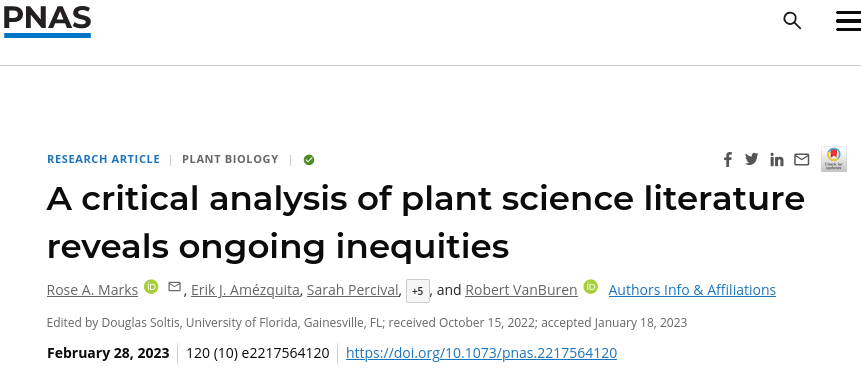 PNAS
RESEARCH ARTICLE | PLANT BIOLOGY |
A critical analysis of plant science literature
reveals ongoing inequities
Rose A. Marks iD, Erik J. Amézquita, Sarah Percival, +5, and Robert VanBuren iD Authors Info & Affiliations
Edited by Douglas Soltis, University of Florida, Gainesville, FL; received October 15, 2022; accepted January 18, 2023
February 28, 2023 | 120 (10) e2217564120 | https://doi.org/10.1073/pnas.2217564120